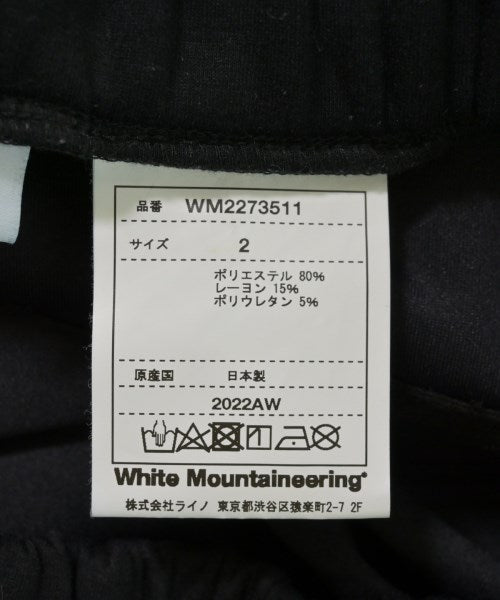 品番 WM2273511
サイズ 2
ポリエステル 80%
レーヨン 15%
ポリウレタン 5%
原産国 日本製
2022AW
White Mountaineering®
株式会社ライノ 東京都渋谷区猿楽町2-7 2F